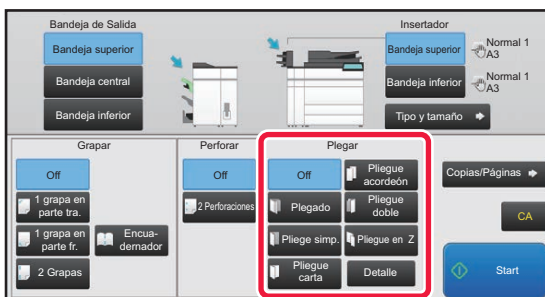 Bandeja de Salida
Insertador
Bandeja superior
Bandeja superior
Normal 1
A3
Bandeja central
Bandeja inferior
Normal 1
A3
Bandeja inferior
Tipo y tamaño
Grapar
Perforar
Plegar
Off
Off
Off
Pliegue
acordeón
Copias/Páginas
1 grapa en
parte tra.
2 Perforaciones
Plegado
Pliegue
doble
1 grapa en
parte fr.
Encua-
dernador
Pliege simp.
Pliegue en Z
CA
2 Grapas
Pliegue
carta
Detalle
Start